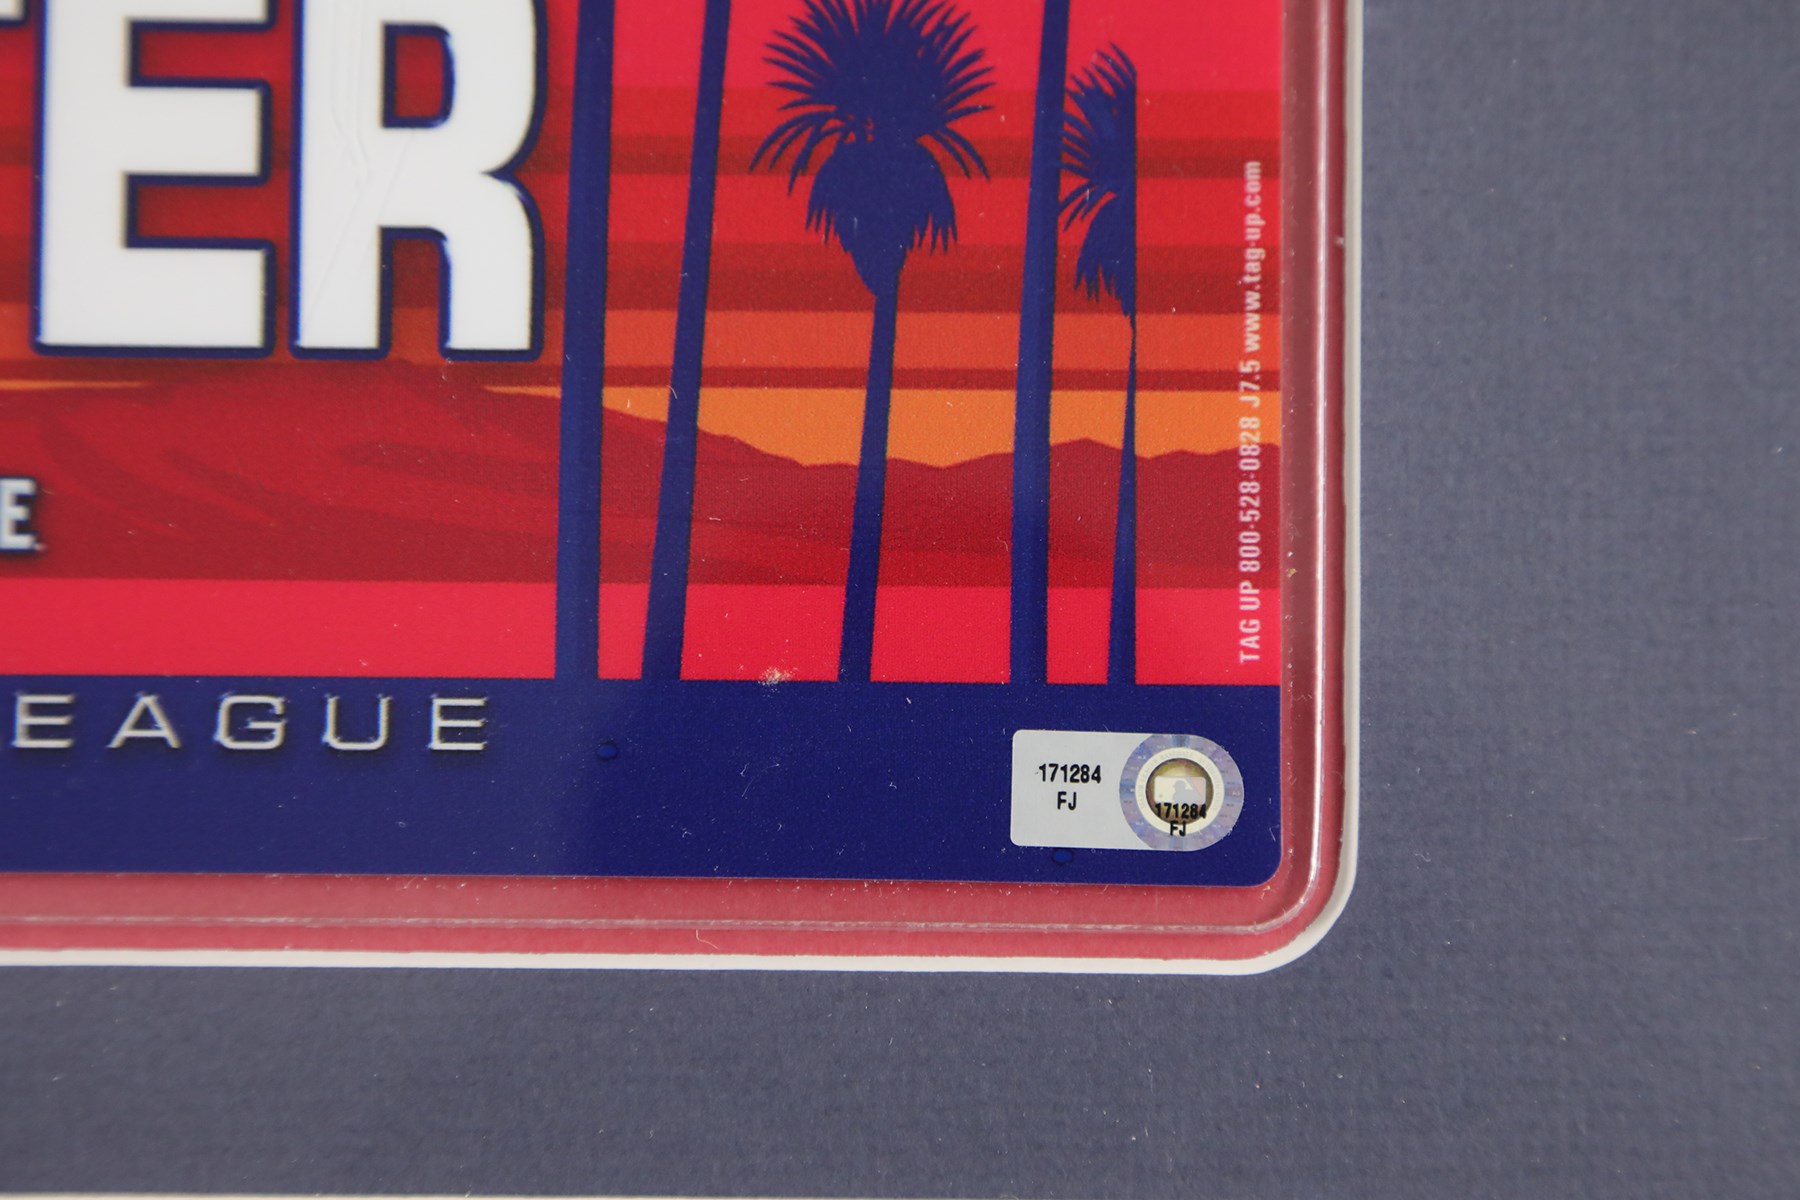 ER
E
EAGUE
TAG UP 800·528·0828 J7.5 www.tag-up.com
171284
FJ
171284
FJ